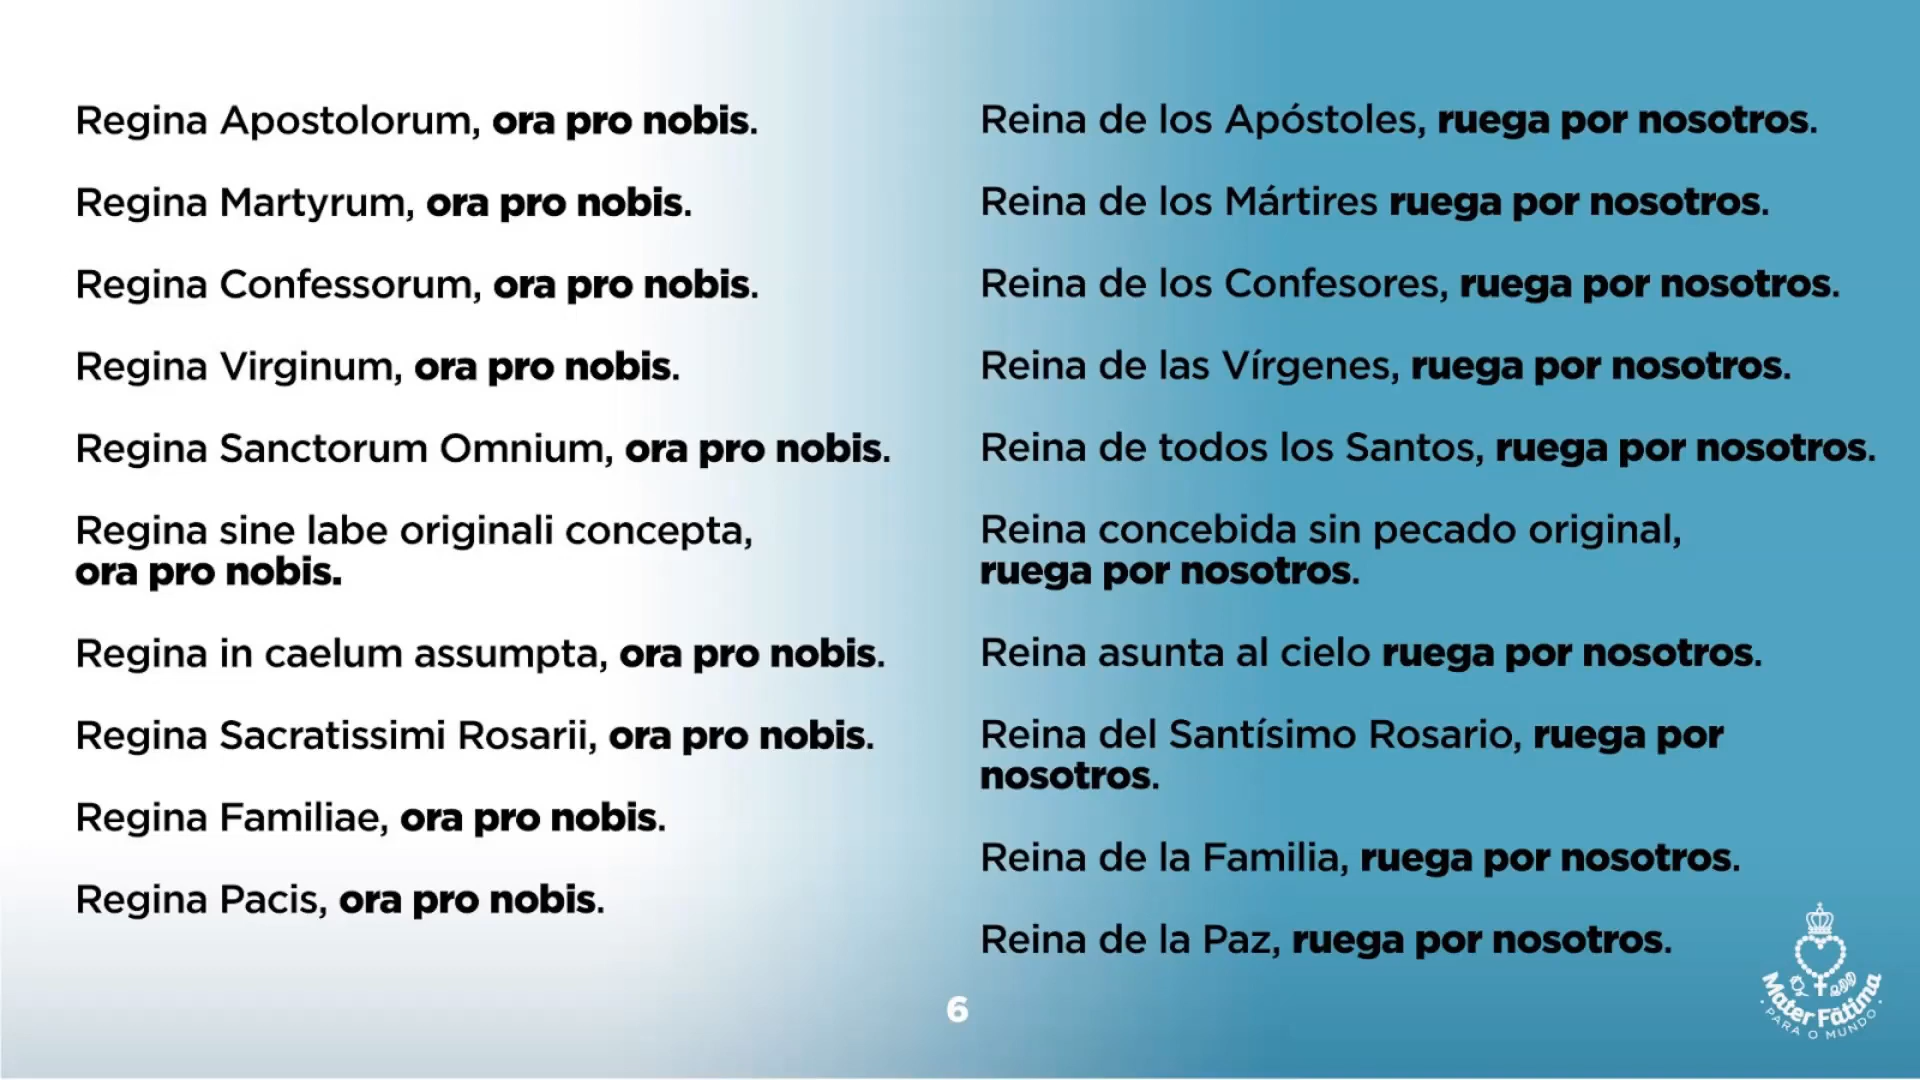 Regina Apostolorum, ora pro nobis.
Regina Martyrum, ora pro nobis.
Regina Confessorum, ora pro nobis.
Regina Virginum, ora pro nobis.
Regina Sanctorum Omnium, ora pro nobis.
Regina sine labe originali concepta,
ora pro nobis.
Regina in caelum assumpta, ora pro nobis.
Regina Sacratissimi Rosarii, ora pro nobis.
Regina Familiae, ora pro nobis.
Regina Pacis, ora pro nobis.
Reina de los Apóstoles, ruega por nosotros.
Reina de los Mártires ruega por nosotros.
Reina de los Confesores, ruega por nosotros.
Reina de las Vírgenes, ruega por nosotros.
Reina de todos los Santos, ruega por nosotros.
Reina concebida sin pecado original,
ruega por nosotros.
Reina asunta al cielo ruega por nosotros.
Reina del Santísimo Rosario, ruega por
nosotros.
Reina de la Familia, ruega por nosotros.
Reina de la Paz, ruega por nosotros.
6
Mater Fátima
PARA O MUNDO